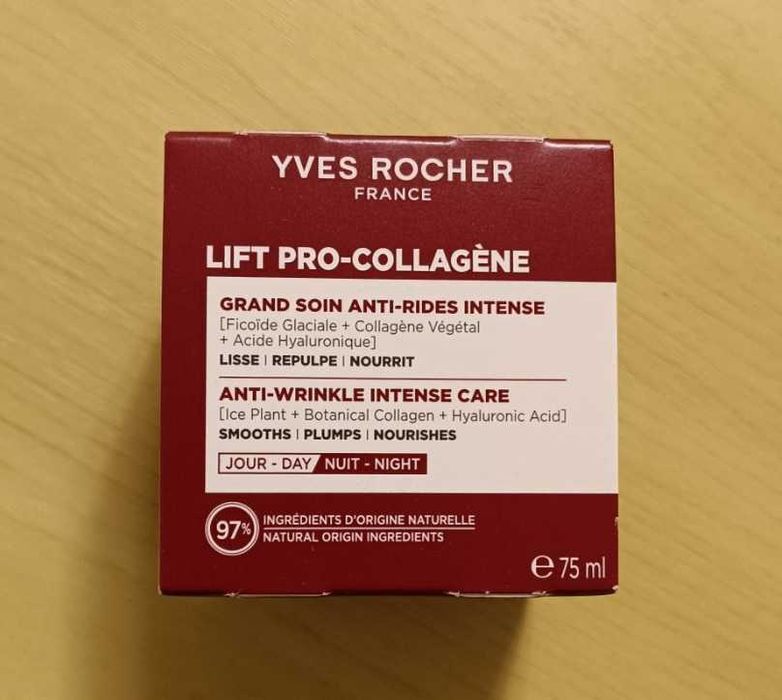 YVES ROCHER
FRANCE
LIFT PRO-COLLAGÈNE
GRAND SOIN ANTI-RIDES INTENSE
[Ficoïde Glaciale + Collagène Végétal
+ Acide Hyaluronique]
LISSE | REPULPE | NOURRIT
ANTI-WRINKLE INTENSE CARE
[Ice Plant + Botanical Collagen + Hyaluronic Acid]
SMOOTHS | PLUMPS | NOURISHES
JOUR - DAY / NUIT - NIGHT
97%
INGRÉDIENTS D'ORIGINE NATURELLE
NATURAL ORIGIN INGREDIENTS
℮ 75 ml